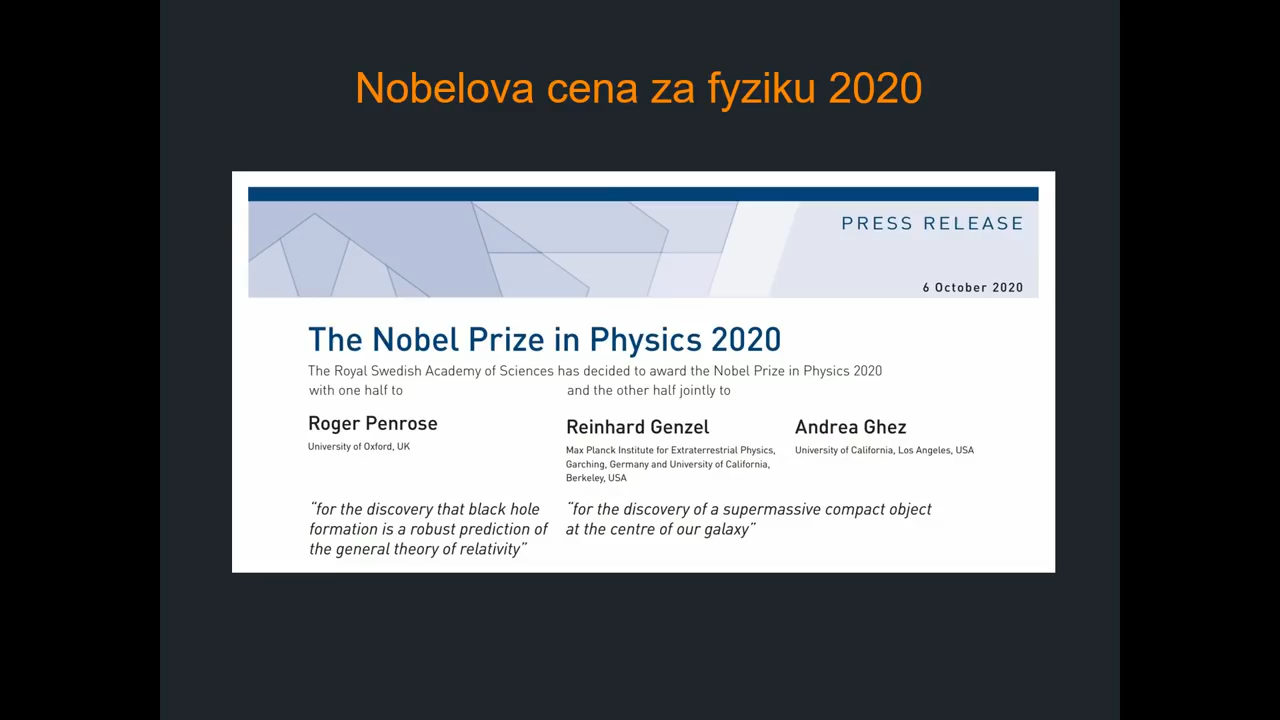 Nobelova cena za fyziku 2020
PRESS RELEASE
6 October 2020
The Nobel Prize in Physics 2020
The Royal Swedish Academy of Sciences has decided to award the Nobel Prize in Physics 2020
with one half to
Roger Penrose
University of Oxford, UK
“for the discovery that black hole
formation is a robust prediction of
the general theory of relativity”
and the other half jointly to
Reinhard Genzel
Max Planck Institute for Extraterrestrial Physics,
Garching, Germany and University of California,
Berkeley, USA
Andrea Ghez
University of California, Los Angeles, USA
“for the discovery of a supermassive compact object
at the centre of our galaxy”